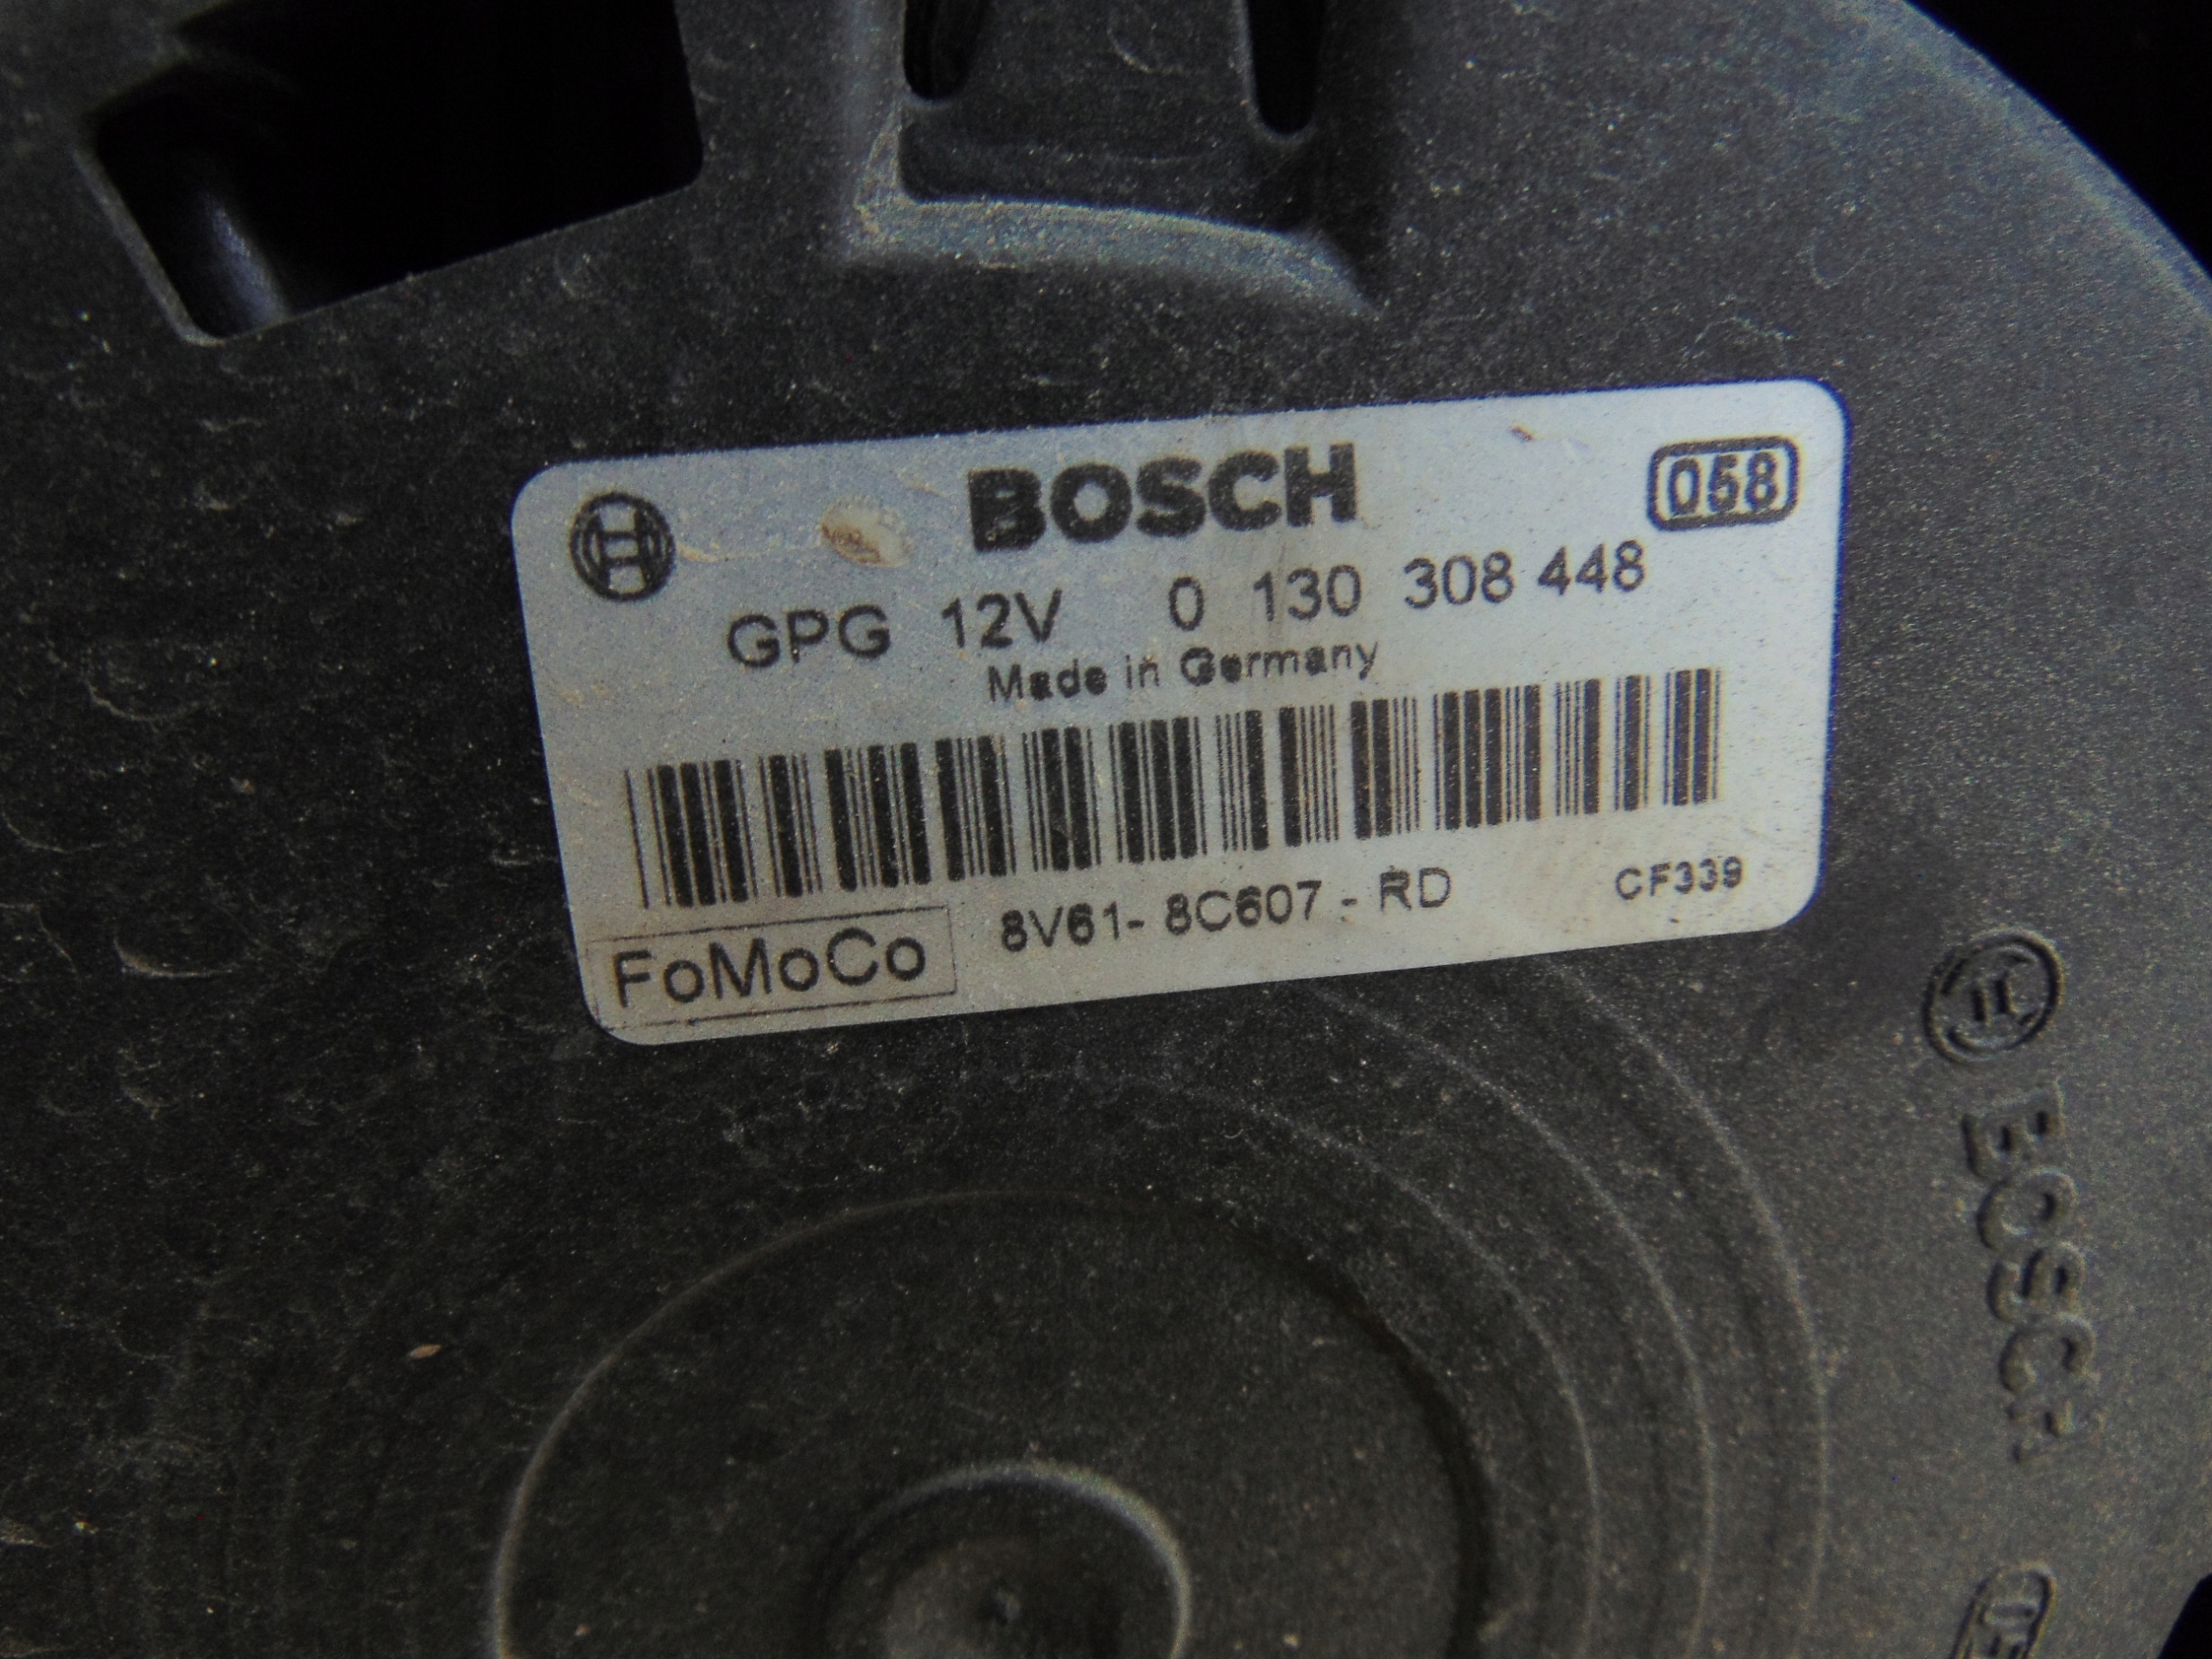 BOSCH 058
GPG 12V 0 130 308 448
Made in Germany
8V61- 8C607 - RD CF339
FoMoCo
BOSCH